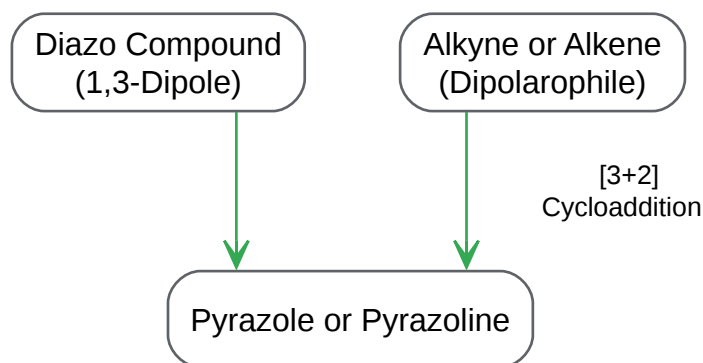 Diazo Compound
(1,3-Dipole)
Alkyne or Alkene
(Dipolarophile)
[3+2]
Cycloaddition
Pyrazole or Pyrazoline